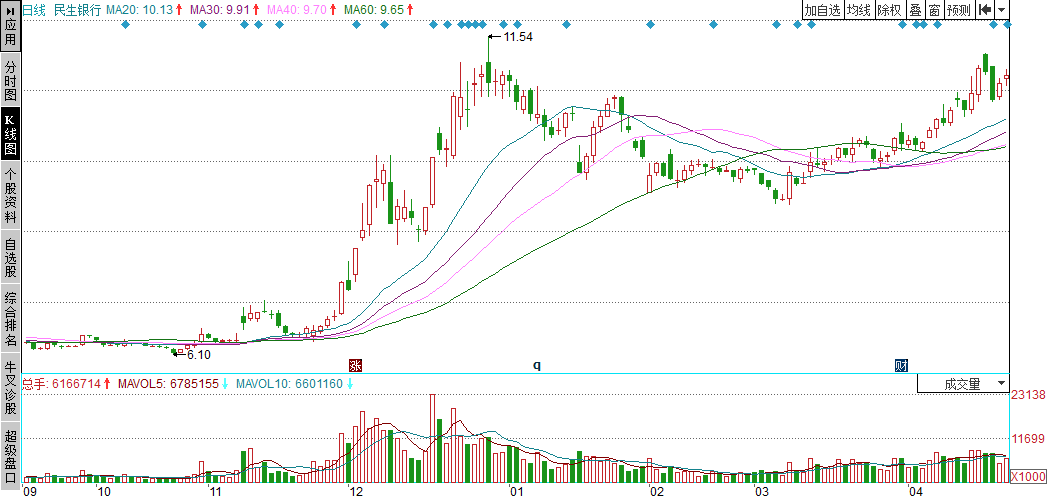 日线 民生银行 MA20: 10.13 MA30: 9.91 MA40: 9.70 MA60: 9.65
加自选 均线 除权 叠 窗 预测
应用
分时图
K线图
个股资料
自选股
综合排名
牛叉诊股
超级盘口
11.54
6.10
涨 q 财
总手: 6166714 MAVOL5: 6785155 MAVOL10: 6601160
成交量
23138
11699
X1000
09 10 11 12 01 02 03 04